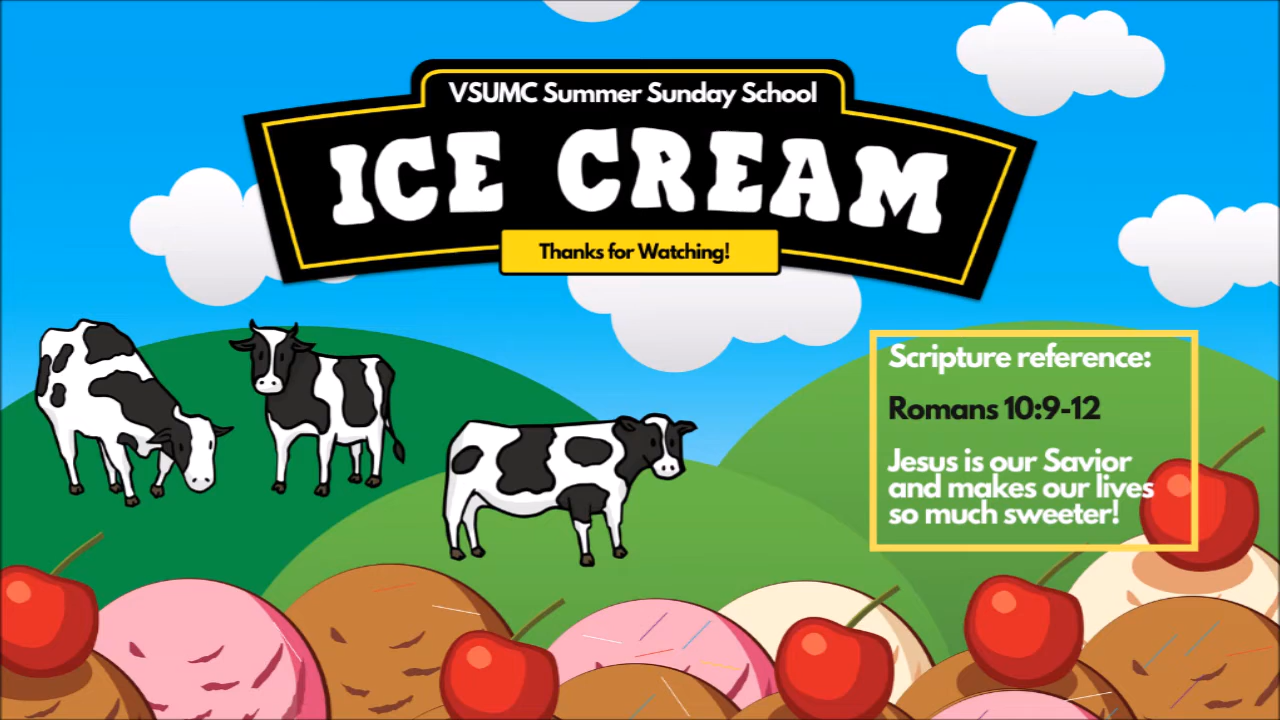 VSUMC Summer Sunday School
ICE CREAM
Thanks for Watching!
Scripture reference:
Romans 10:9-12
Jesus is our Savior
and makes our lives
so much sweeter!